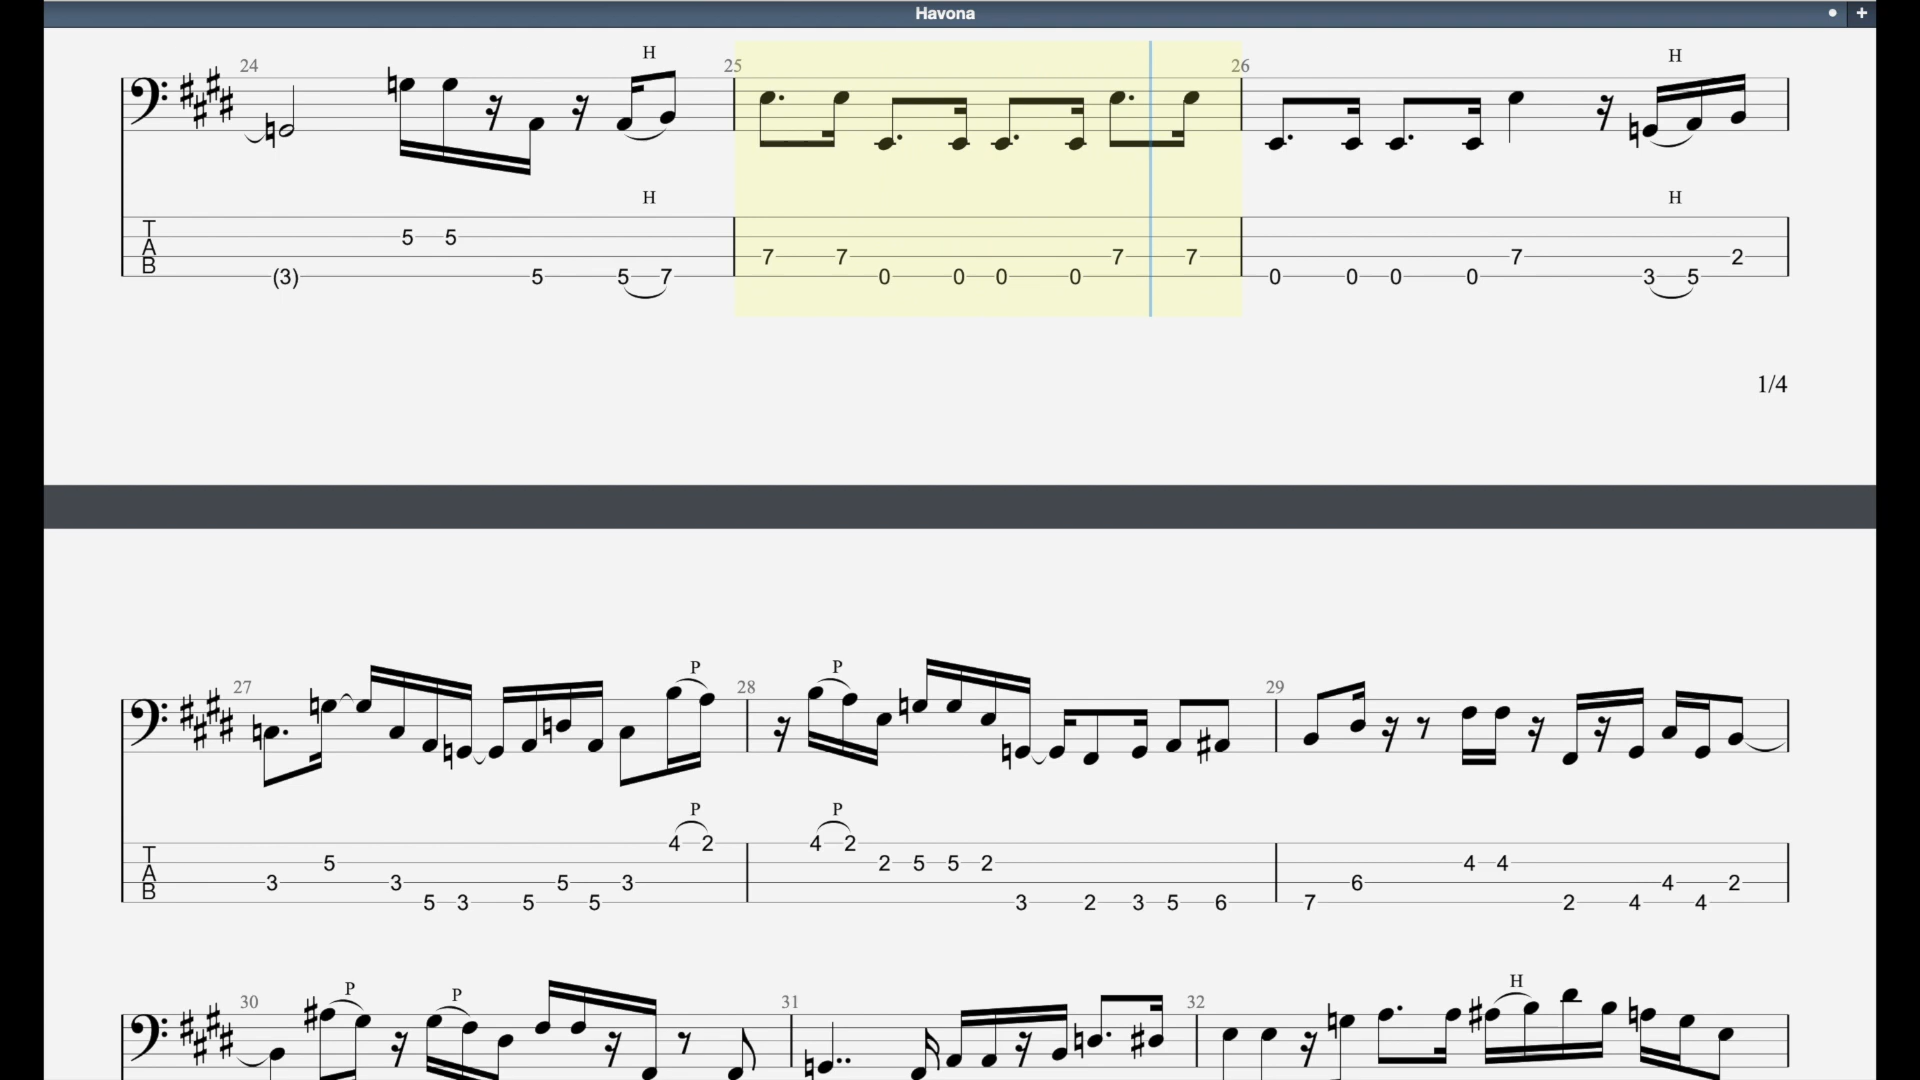 Havona
+
24 H 25 26 H
H H
T A B
5 5
7 7 7 7 7 2
(3) 5 5 7 0 0 0 0 0 0 0 0 3 5
1/4
27 P 28 P 29
P P
T A B
4 2 4 2
5 2 5 5 2 4 4
3 3 5 3 6 4 2
5 3 5 5 3 2 3 5 6 7 2 4 4
30 P P 31 32 H